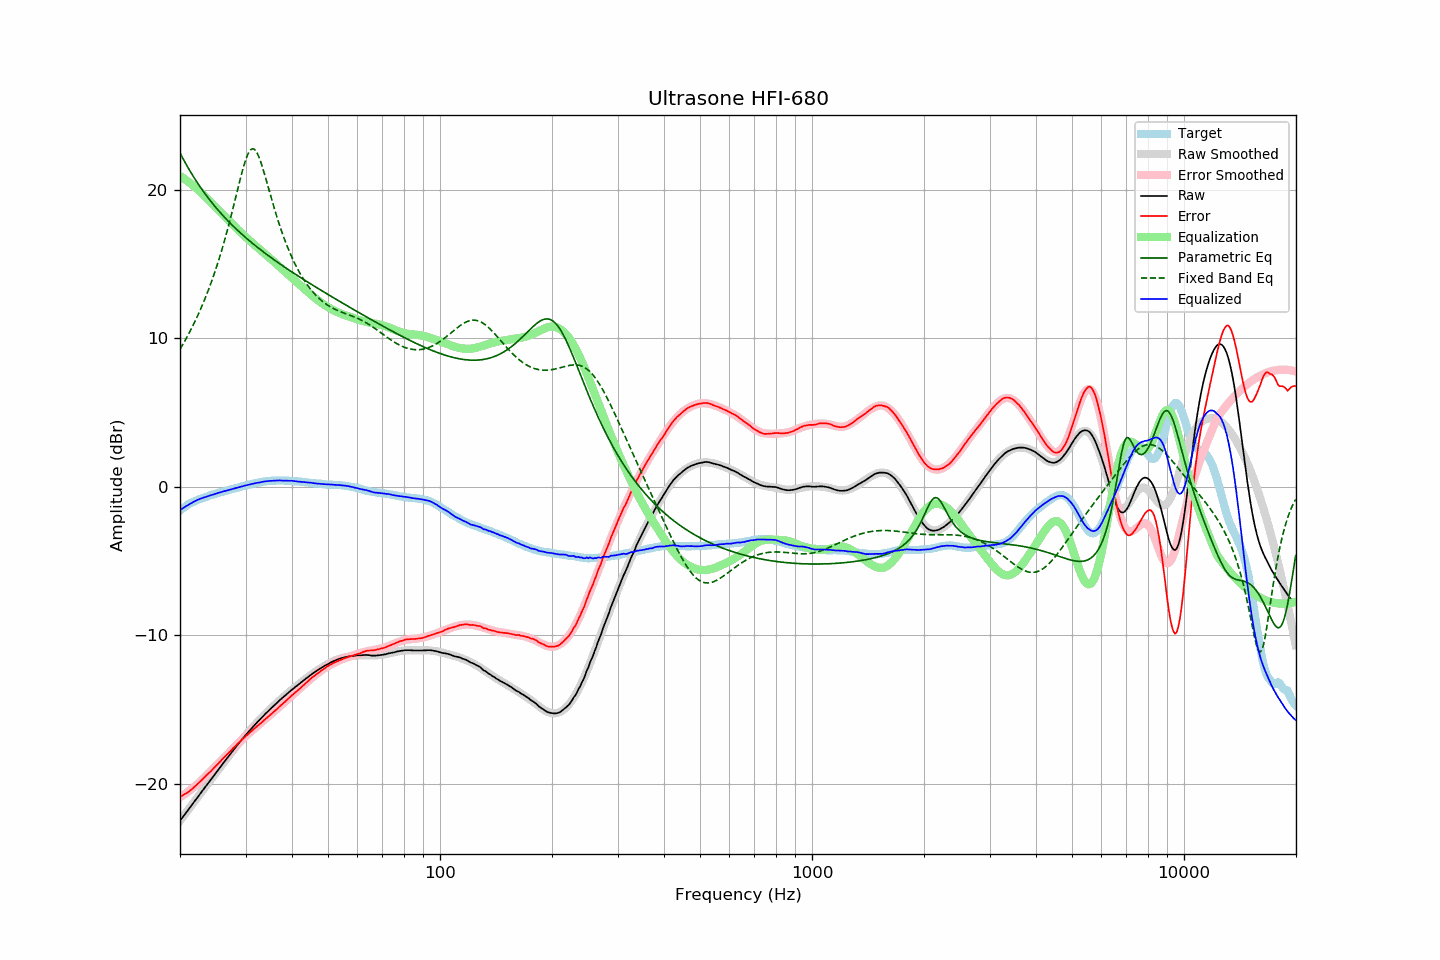 Ultrasone HFI-680
Target
Raw Smoothed
Error Smoothed
Raw
Error
Equalization
Parametric Eq
Fixed Band Eq
Equalized
Amplitude (dBr)
20
10
0
−10
−20
100
1000
10000
Frequency (Hz)